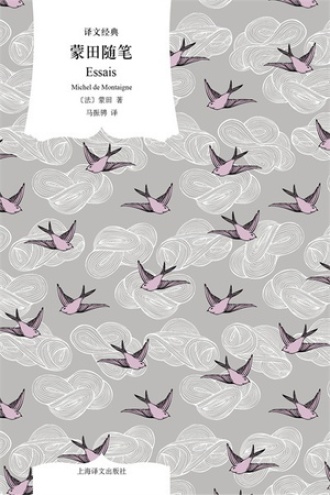 译文经典
蒙田随笔
Essais
Michel de Montaigne
〔法〕蒙田 著
马振骋 译
上海译文出版社